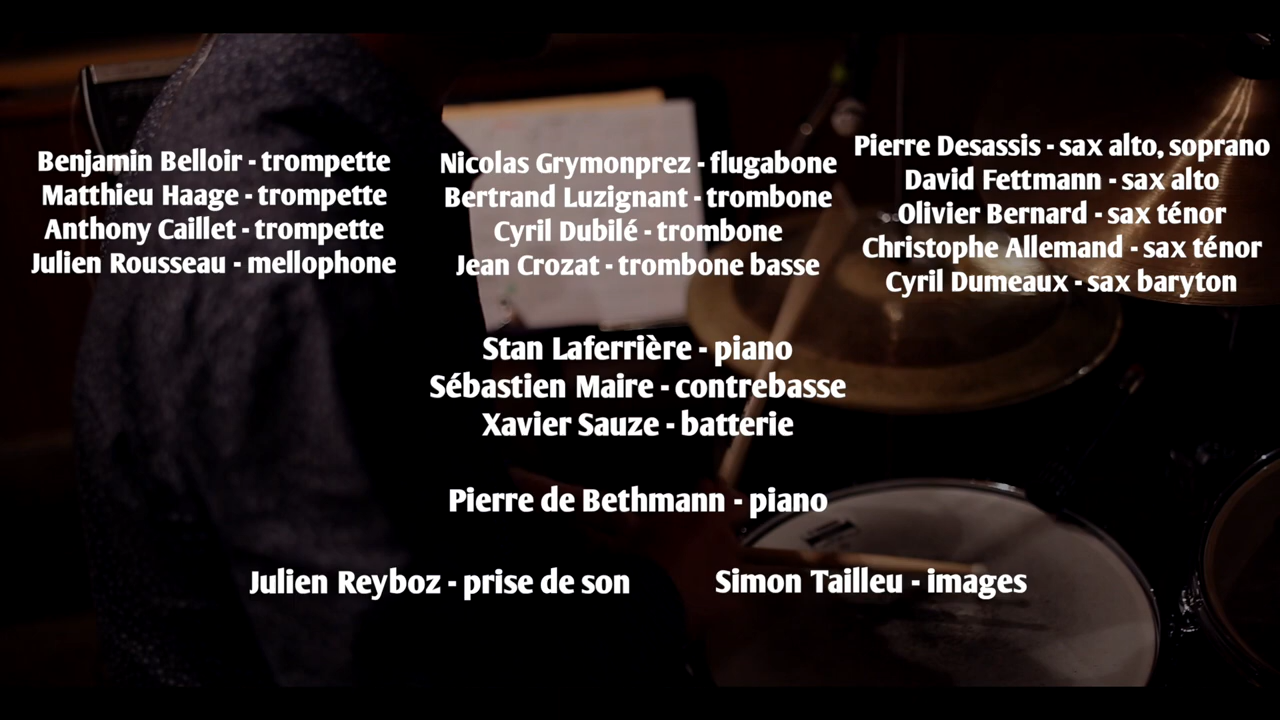 Benjamin Belloir - trompette
Matthieu Haage - trompette
Anthony Caillet - trompette
Julien Rousseau - mellophone
Nicolas Grymonprez - flugabone
Bertrand Luzignant - trombone
Cyril Dubilé - trombone
Jean Crozat - trombone basse
Pierre Desassis - sax alto, soprano
David Fettmann - sax alto
Olivier Bernard - sax ténor
Christophe Allemand - sax ténor
Cyril Dumeaux - sax baryton
Stan Laferrière - piano
Sébastien Maire - contrebasse
Xavier Sauze - batterie
Pierre de Bethmann - piano
Julien Reyboz - prise de son
Simon Tailleu - images